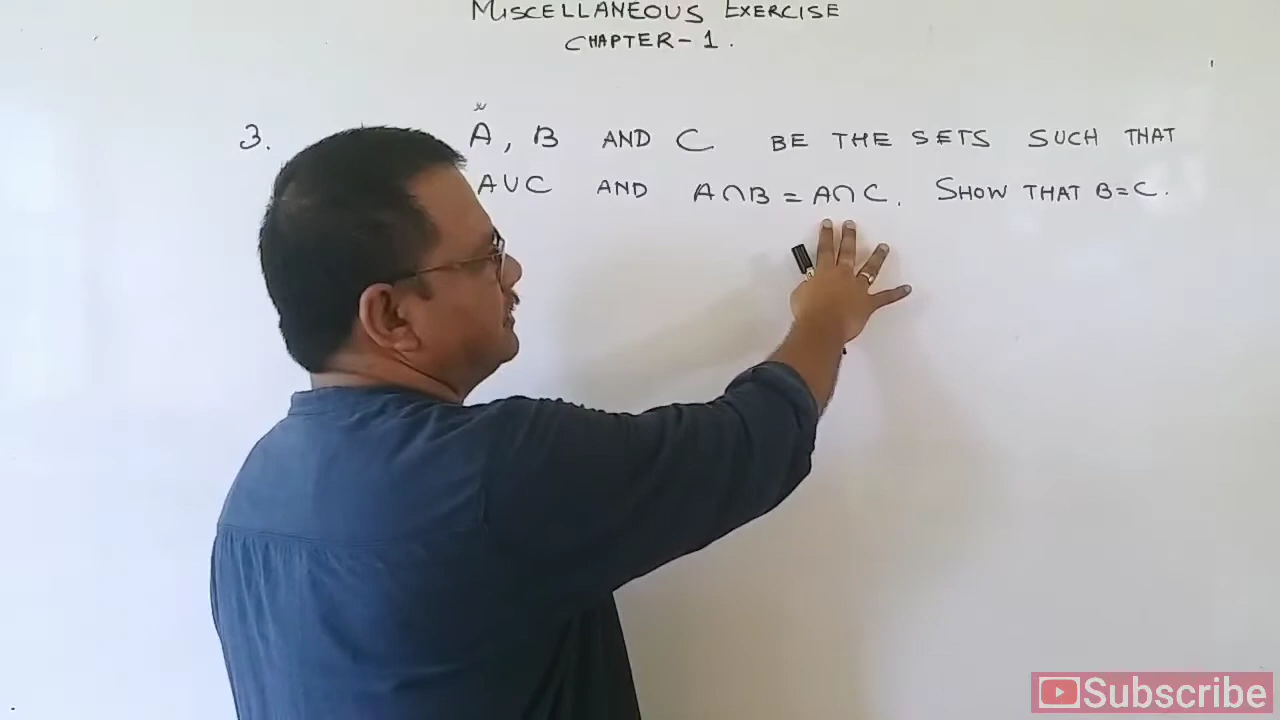 MISCELLANEOUS EXERCISE
CHAPTER-1.
3. A, B AND C BE THE SETS SUCH THAT
AUC AND A∩B = A∩C. SHOW THAT B=C.
Subscribe